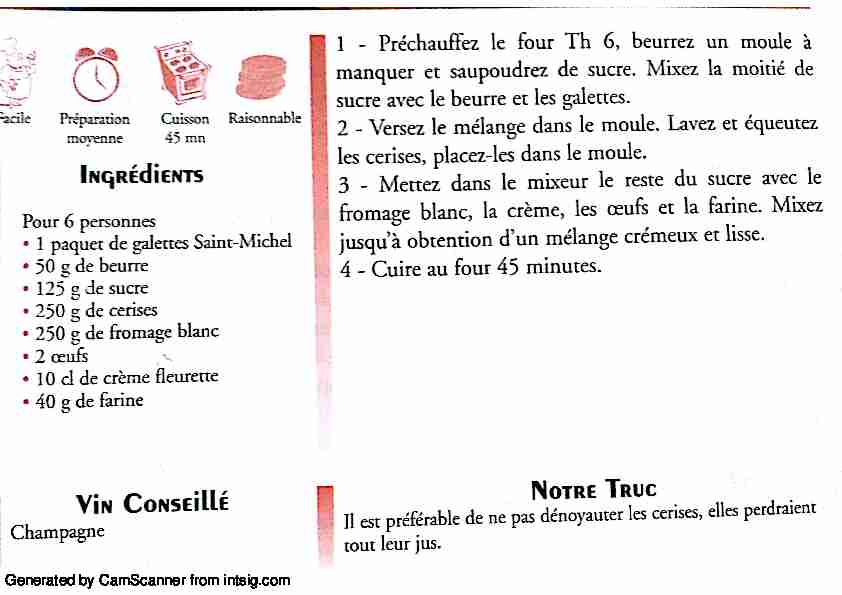 Facile
Préparation
moyenne
Cuisson
45 mn
Raisonnable
Ingrédients
Pour 6 personnes
• 1 paquet de galettes Saint-Michel
• 50 g de beurre
• 125 g de sucre
• 250 g de cerises
• 250 g de fromage blanc
• 2 œufs
• 10 cl de crème fleurette
• 40 g de farine
Vin Conseillé
Champagne
1 - Préchauffez le four Th 6, beurrez un moule à
manquer et saupoudrez de sucre. Mixez la moitié de
sucre avec le beurre et les galettes.
2 - Versez le mélange dans le moule. Lavez et équeutez
les cerises, placez-les dans le moule.
3 - Mettez dans le mixeur le reste du sucre avec le
fromage blanc, la crème, les œufs et la farine. Mixez
jusqu'à obtention d'un mélange crémeux et lisse.
4 - Cuire au four 45 minutes.
Notre Truc
Il est préférable de ne pas dénoyauter les cerises, elles perdraient
tout leur jus.
Generated by CamScanner from intsig.com